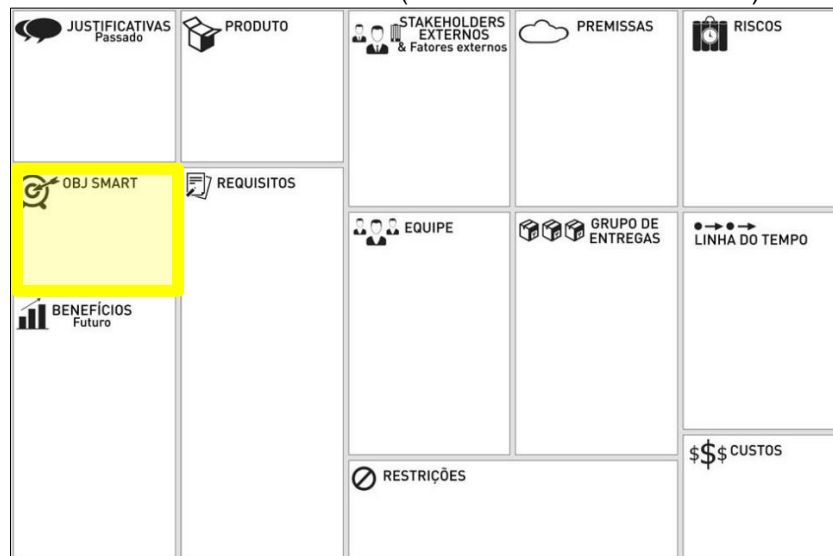 JUSTIFICATIVAS
Passado
PRODUTO
STAKEHOLDERS
EXTERNOS
& Fatores externos
PREMISSAS
RISCOS
OBJ SMART
REQUISITOS
EQUIPE
GRUPO DE
ENTREGAS
LINHA DO TEMPO
BENEFÍCIOS
Futuro
RESTRIÇÕES
$$$ CUSTOS